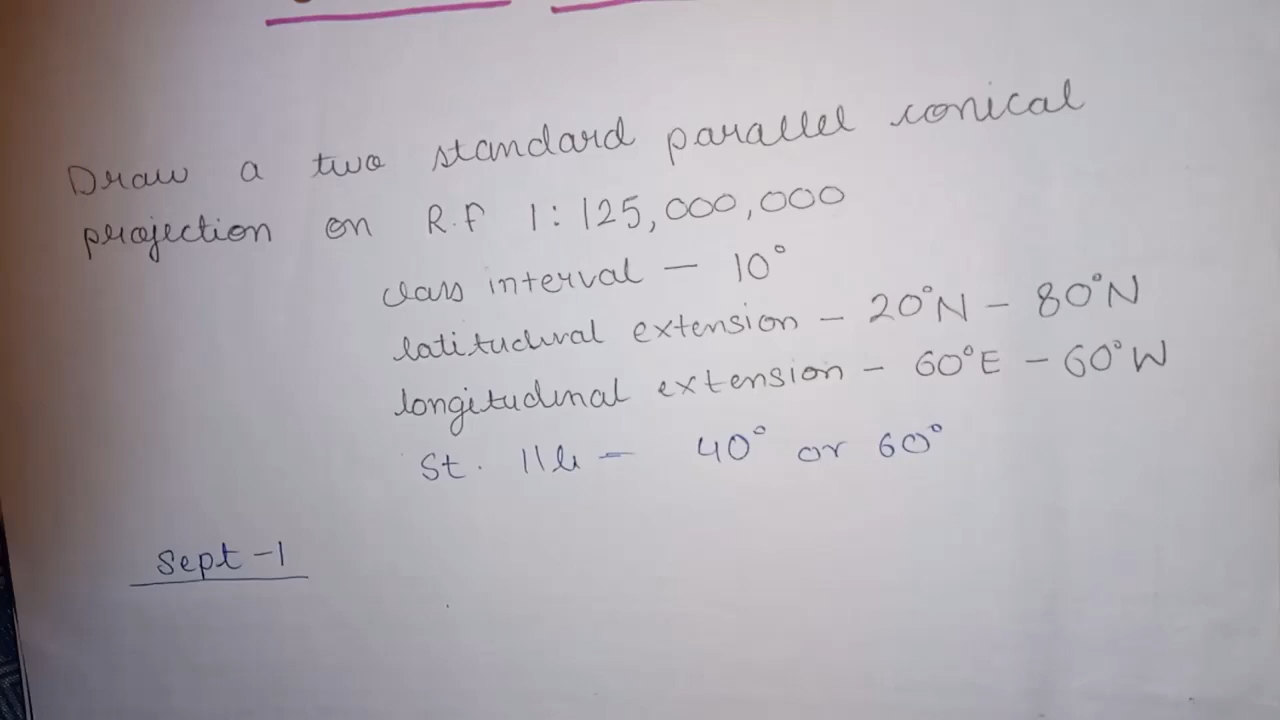 Draw a two standard parallel conical
projection on R.F 1:125,000,000
class interval - 10°
latitudinal extension - 20°N - 80°N
longitudinal extension - 60°E - 60°W
St. ||ls - 40° or 60°
Sept -1